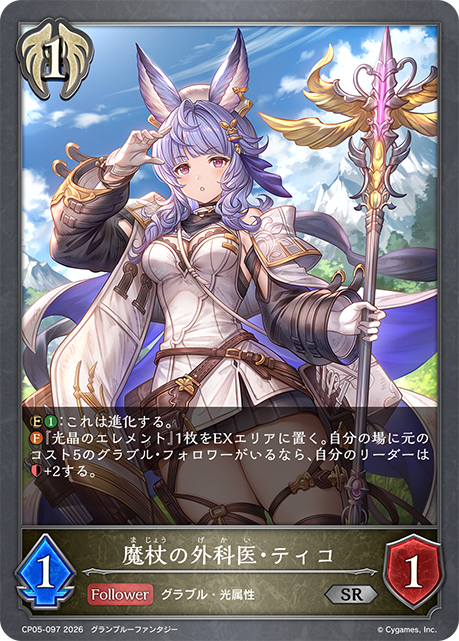 1
E 1:これは進化する。
F『光晶のエレメント』1枚をEXエリアに置く。自分の場に元の
コスト5のグラブル・フォロワーがいるなら、自分のリーダーは
+2する。
まじょう げかい
魔杖の外科医・ティコ
1
Follower グラブル・光属性
SR
1
CP05-097 2026 グランブルーファンタジー
© Cygames, Inc.